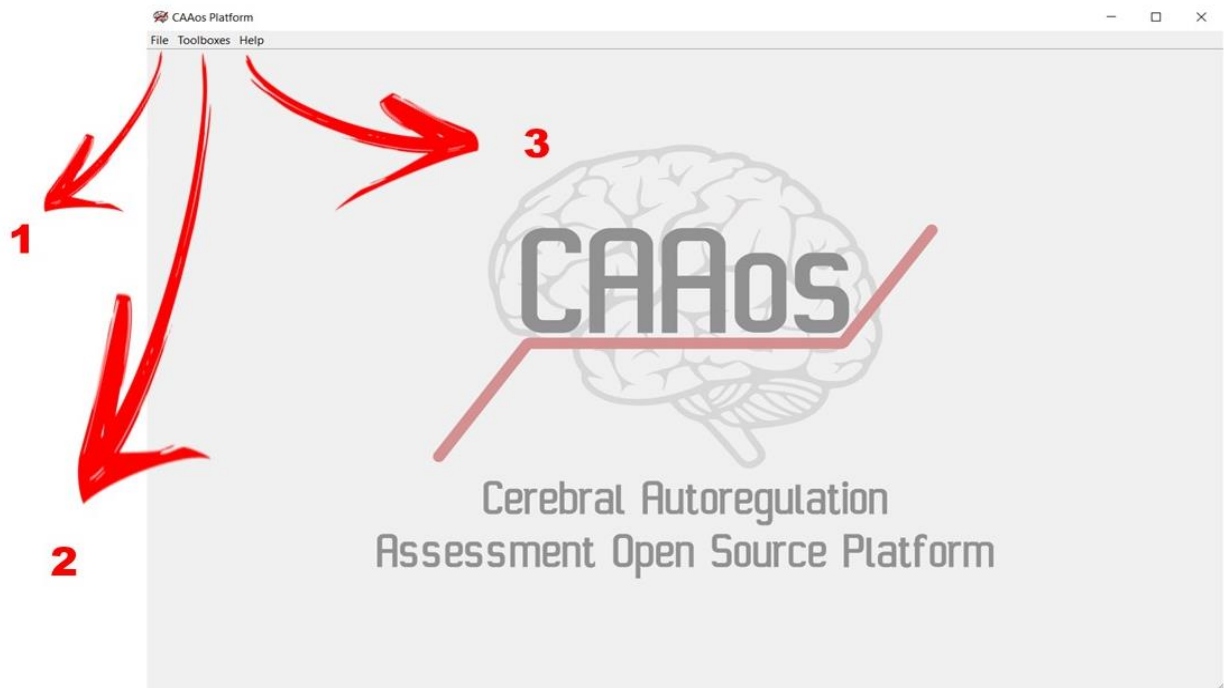 CAAos Platform
File Toolboxes Help
3
1
CAAos
Cerebral Autoregulation
Assessment Open Source Platform
2